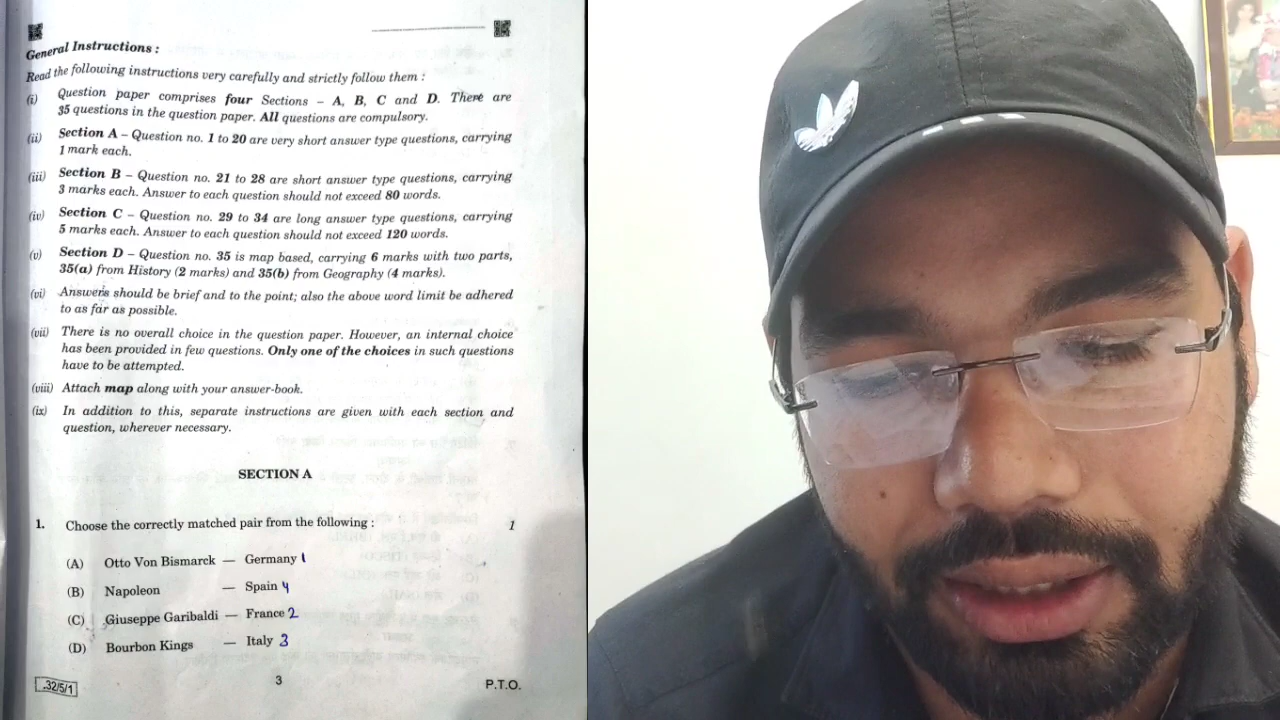 General Instructions :
Read the following instructions very carefully and strictly follow them :
(i) Question paper comprises four Sections – A, B, C and D. There are
35 questions in the question paper. All questions are compulsory.
(ii) Section A – Question no. 1 to 20 are very short answer type questions, carrying
1 mark each.
(iii) Section B – Question no. 21 to 28 are short answer type questions, carrying
3 marks each. Answer to each question should not exceed 80 words.
(iv) Section C – Question no. 29 to 34 are long answer type questions, carrying
5 marks each. Answer to each question should not exceed 120 words.
(v) Section D – Question no. 35 is map based, carrying 6 marks with two parts,
35(a) from History (2 marks) and 35(b) from Geography (4 marks).
(vi) Answers should be brief and to the point; also the above word limit be adhered
to as far as possible.
(vii) There is no overall choice in the question paper. However, an internal choice
has been provided in few questions. Only one of the choices in such questions
have to be attempted.
(viii) Attach map along with your answer-book.
(ix) In addition to this, separate instructions are given with each section and
question, wherever necessary.
SECTION A
1. Choose the correctly matched pair from the following : 1
(A) Otto Von Bismarck — Germany 1
(B) Napoleon — Spain 4
(C) Giuseppe Garibaldi — France 2
(D) Bourbon Kings — Italy 3
.32/5/1 3 P.T.O.